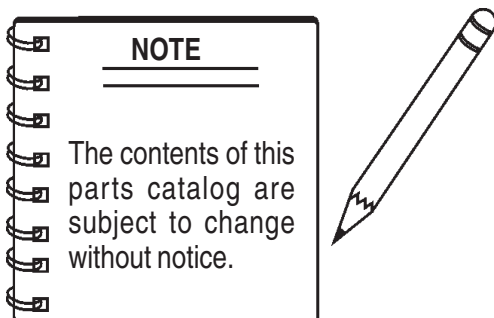 NOTE
The contents of this
parts catalog are
subject to change
without notice.